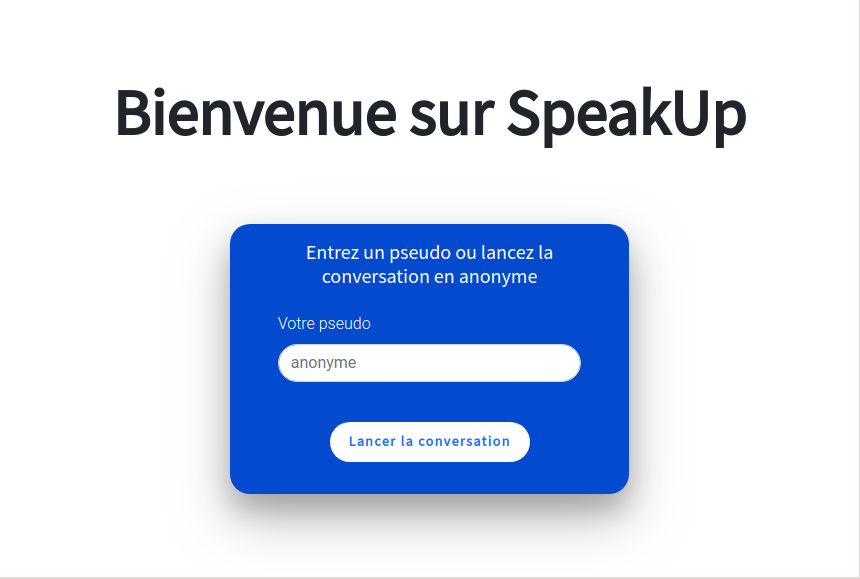 Bienvenue sur SpeakUp
Entrez un pseudo ou lancez la
conversation en anonyme
Votre pseudo
anonyme
Lancer la conversation